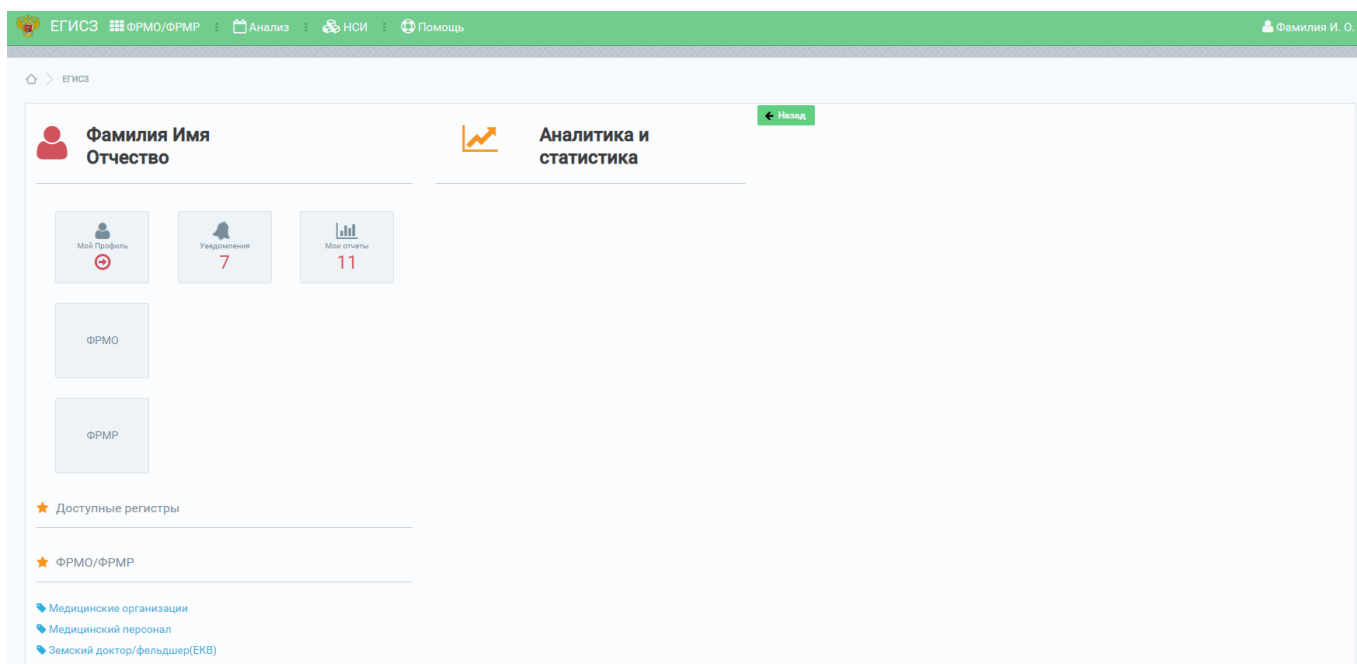 ЕГИСЗ ФРМО/ФРМР Анализ НСИ Помощь Фамилия И. О.
ЕГИСЗ
Фамилия Имя
Отчество
Аналитика и
статистика
Назад
Мой Профиль
Уведомления
7
Мои отчеты
11
ФРМО
ФРМР
Доступные регистры
ФРМО/ФРМР
Медицинские организации
Медицинский персонал
Земский доктор/фельдшер(ЕКВ)